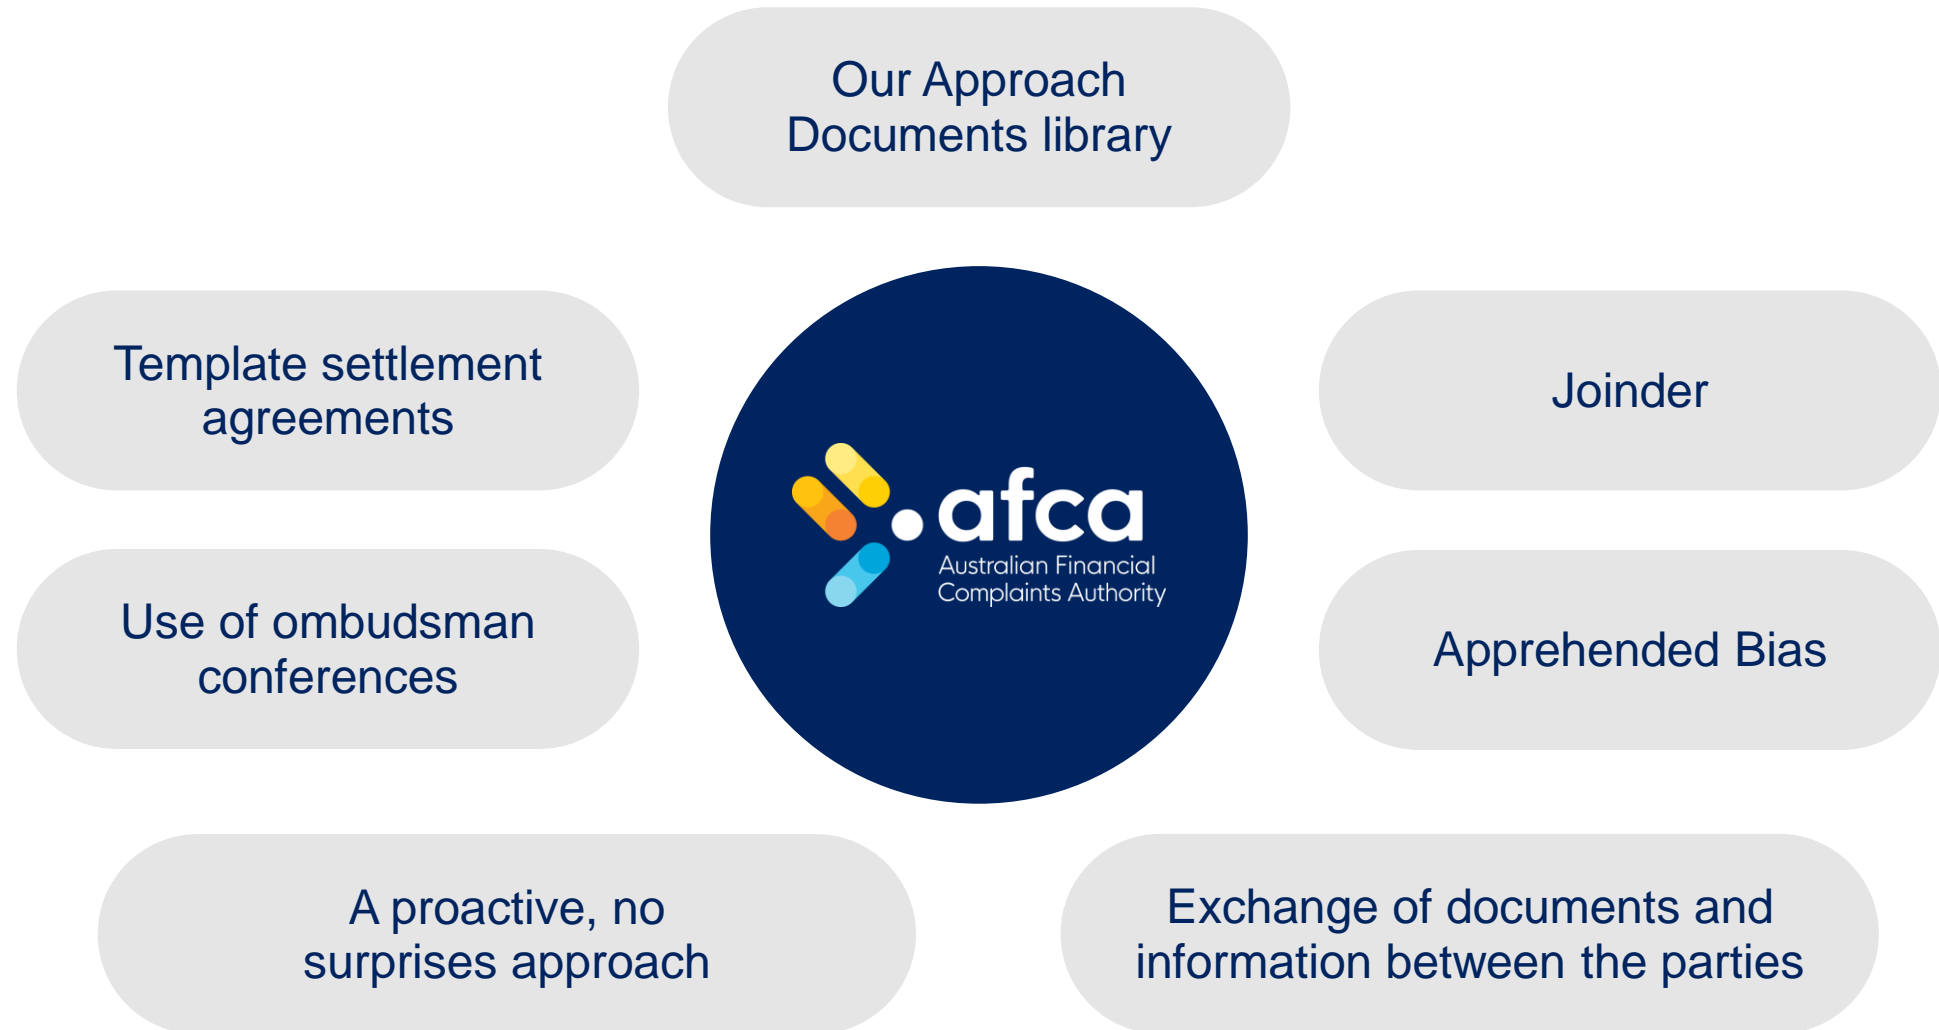 Our Approach
Documents library
Template settlement
agreements
Joinder
afca
Australian Financial
Complaints Authority
Use of ombudsman
conferences
Apprehended Bias
A proactive, no
surprises approach
Exchange of documents and
information between the parties